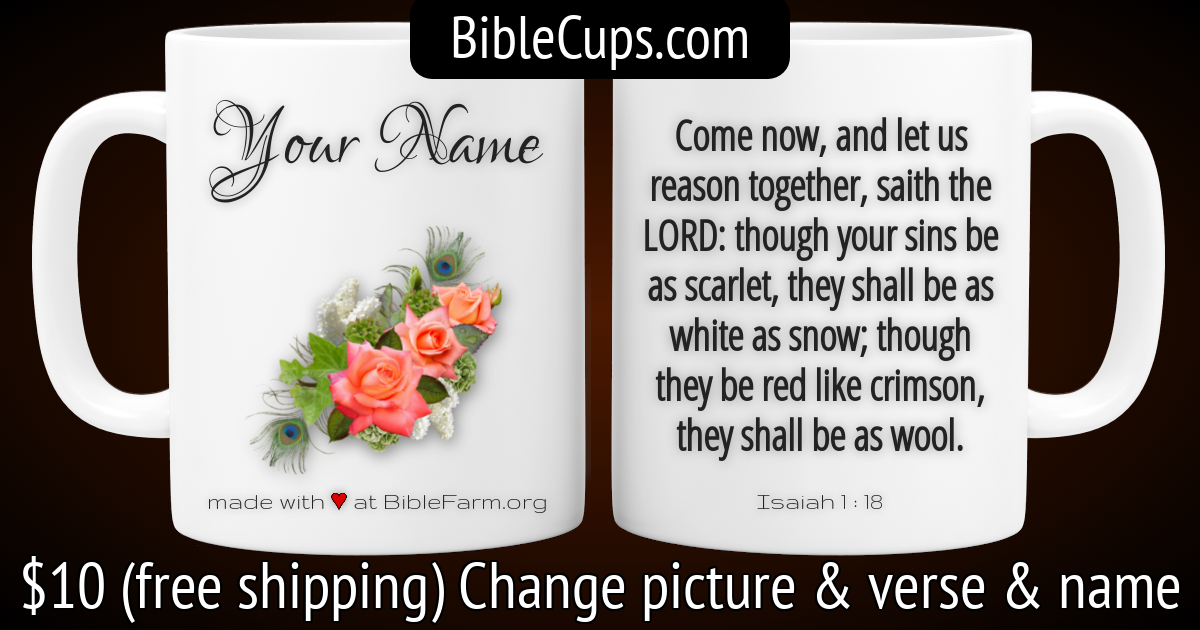 BibleCups.com
Your Name
made with ♥ at BibleFarm.org
Come now, and let us
reason together, saith the
LORD: though your sins be
as scarlet, they shall be as
white as snow; though
they be red like crimson,
they shall be as wool.
Isaiah 1 : 18
$10 (free shipping) Change picture & verse & name